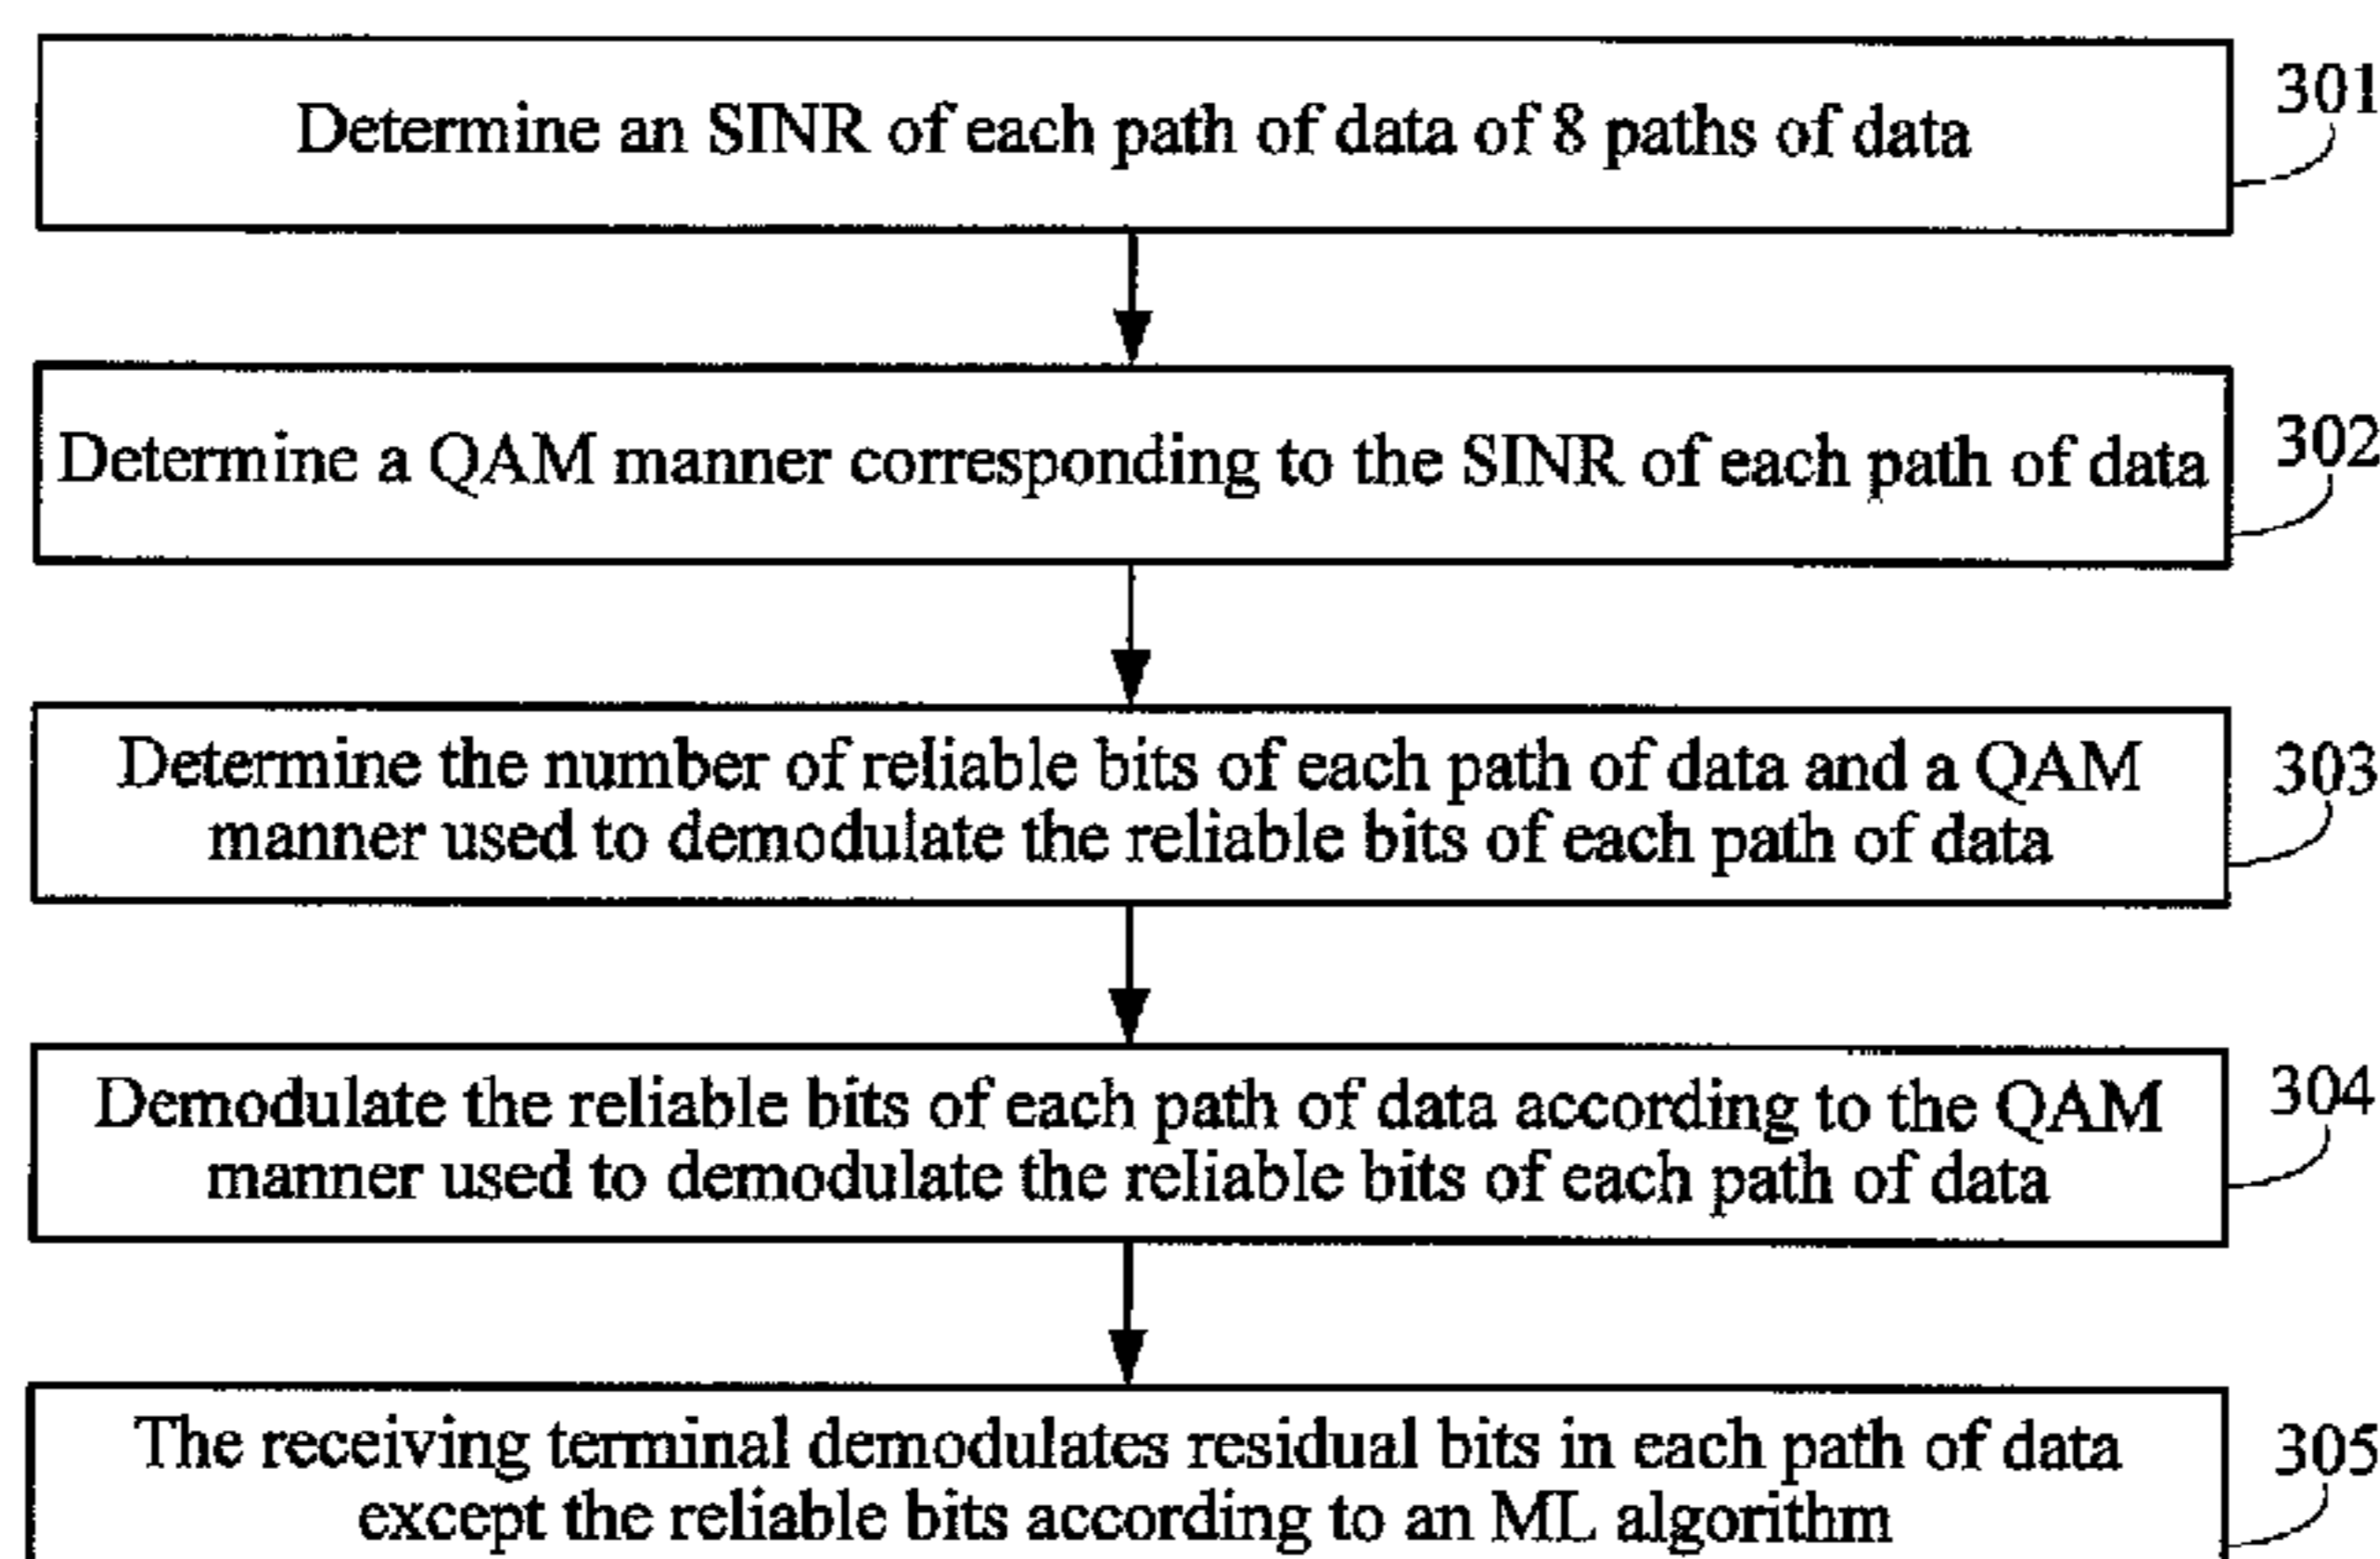 Determine an SINR of each path of data of 8 paths of data
301
Determine a QAM manner corresponding to the SINR of each path of data
302
Determine the number of reliable bits of each path of data and a QAM
manner used to demodulate the reliable bits of each path of data
303
Demodulate the reliable bits of each path of data according to the QAM
manner used to demodulate the reliable bits of each path of data
304
The receiving terminal demodulates residual bits in each path of data
except the reliable bits according to an ML algorithm
305